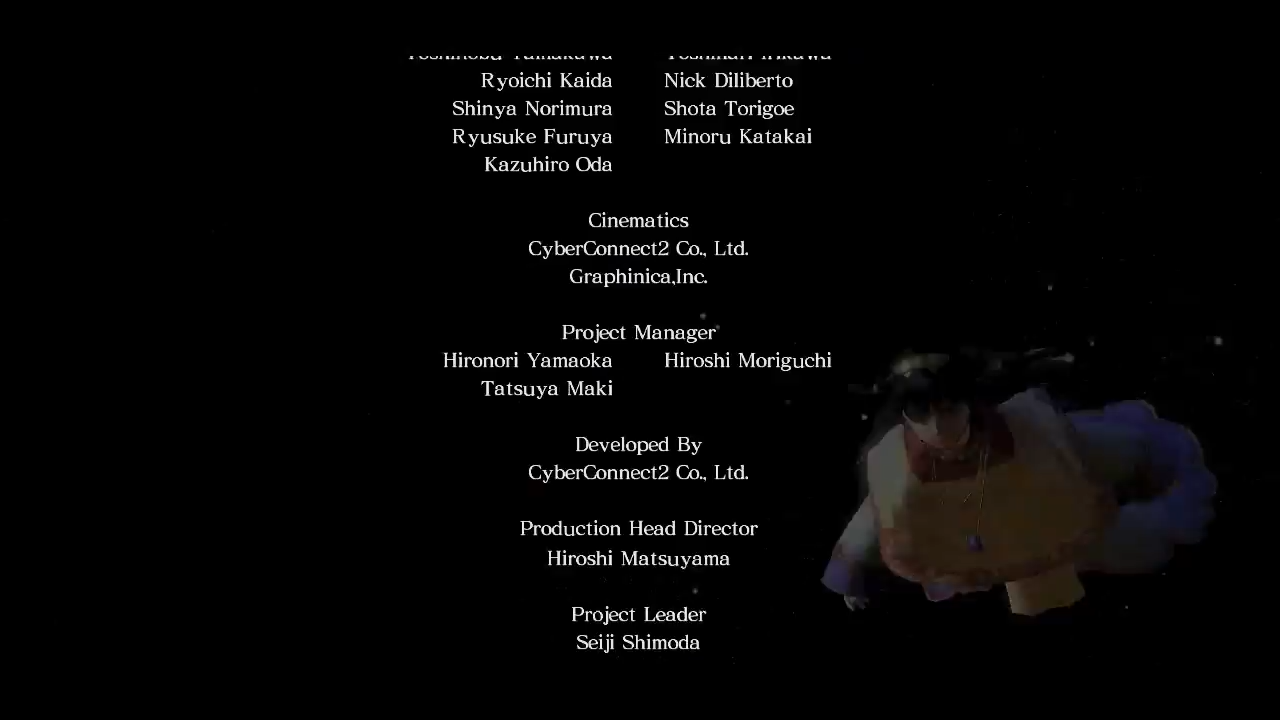 Ryoichi Kaida Nick Diliberto
Shinya Norimura Shota Torigoe
Ryusuke Furuya Minoru Katakai
Kazuhiro Oda
Cinematics
CyberConnect2 Co., Ltd.
Graphinica,Inc.
Project Manager
Hironori Yamaoka Hiroshi Moriguchi
Tatsuya Maki
Developed By
CyberConnect2 Co., Ltd.
Production Head Director
Hiroshi Matsuyama
Project Leader
Seiji Shimoda